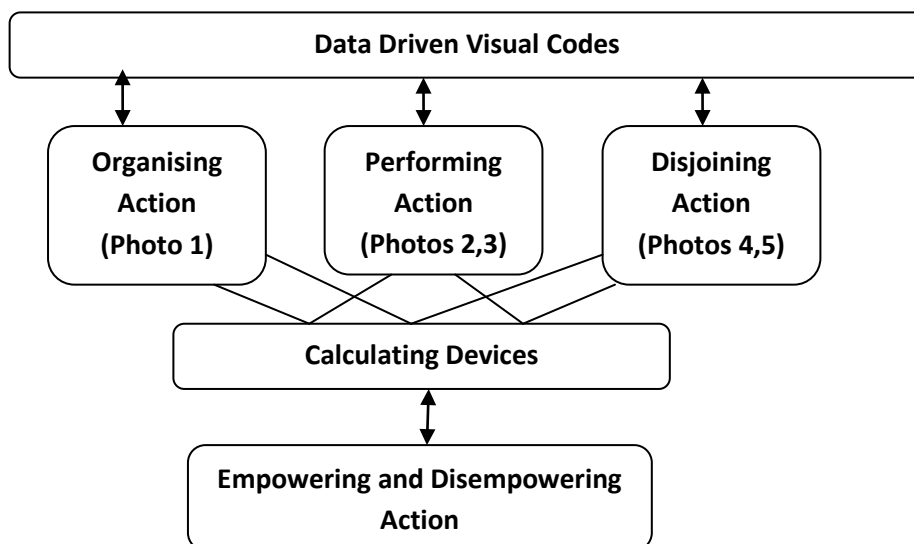 Data Driven Visual Codes
Organising
Action
(Photo 1)
Performing
Action
(Photos 2,3)
Disjoining
Action
(Photos 4,5)
Calculating Devices
Empowering and Disempowering
Action